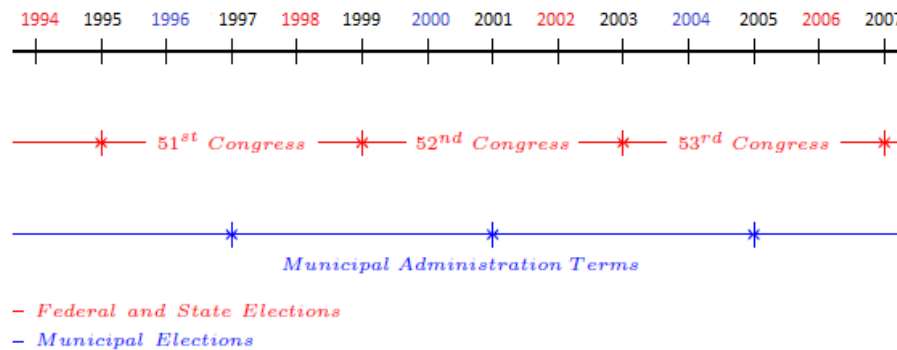 1994 1995 1996 1997 1998 1999 2000 2001 2002 2003 2004 2005 2006 2007
51st Congress 52nd Congress 53rd Congress
Municipal Administration Terms
– Federal and State Elections
– Municipal Elections